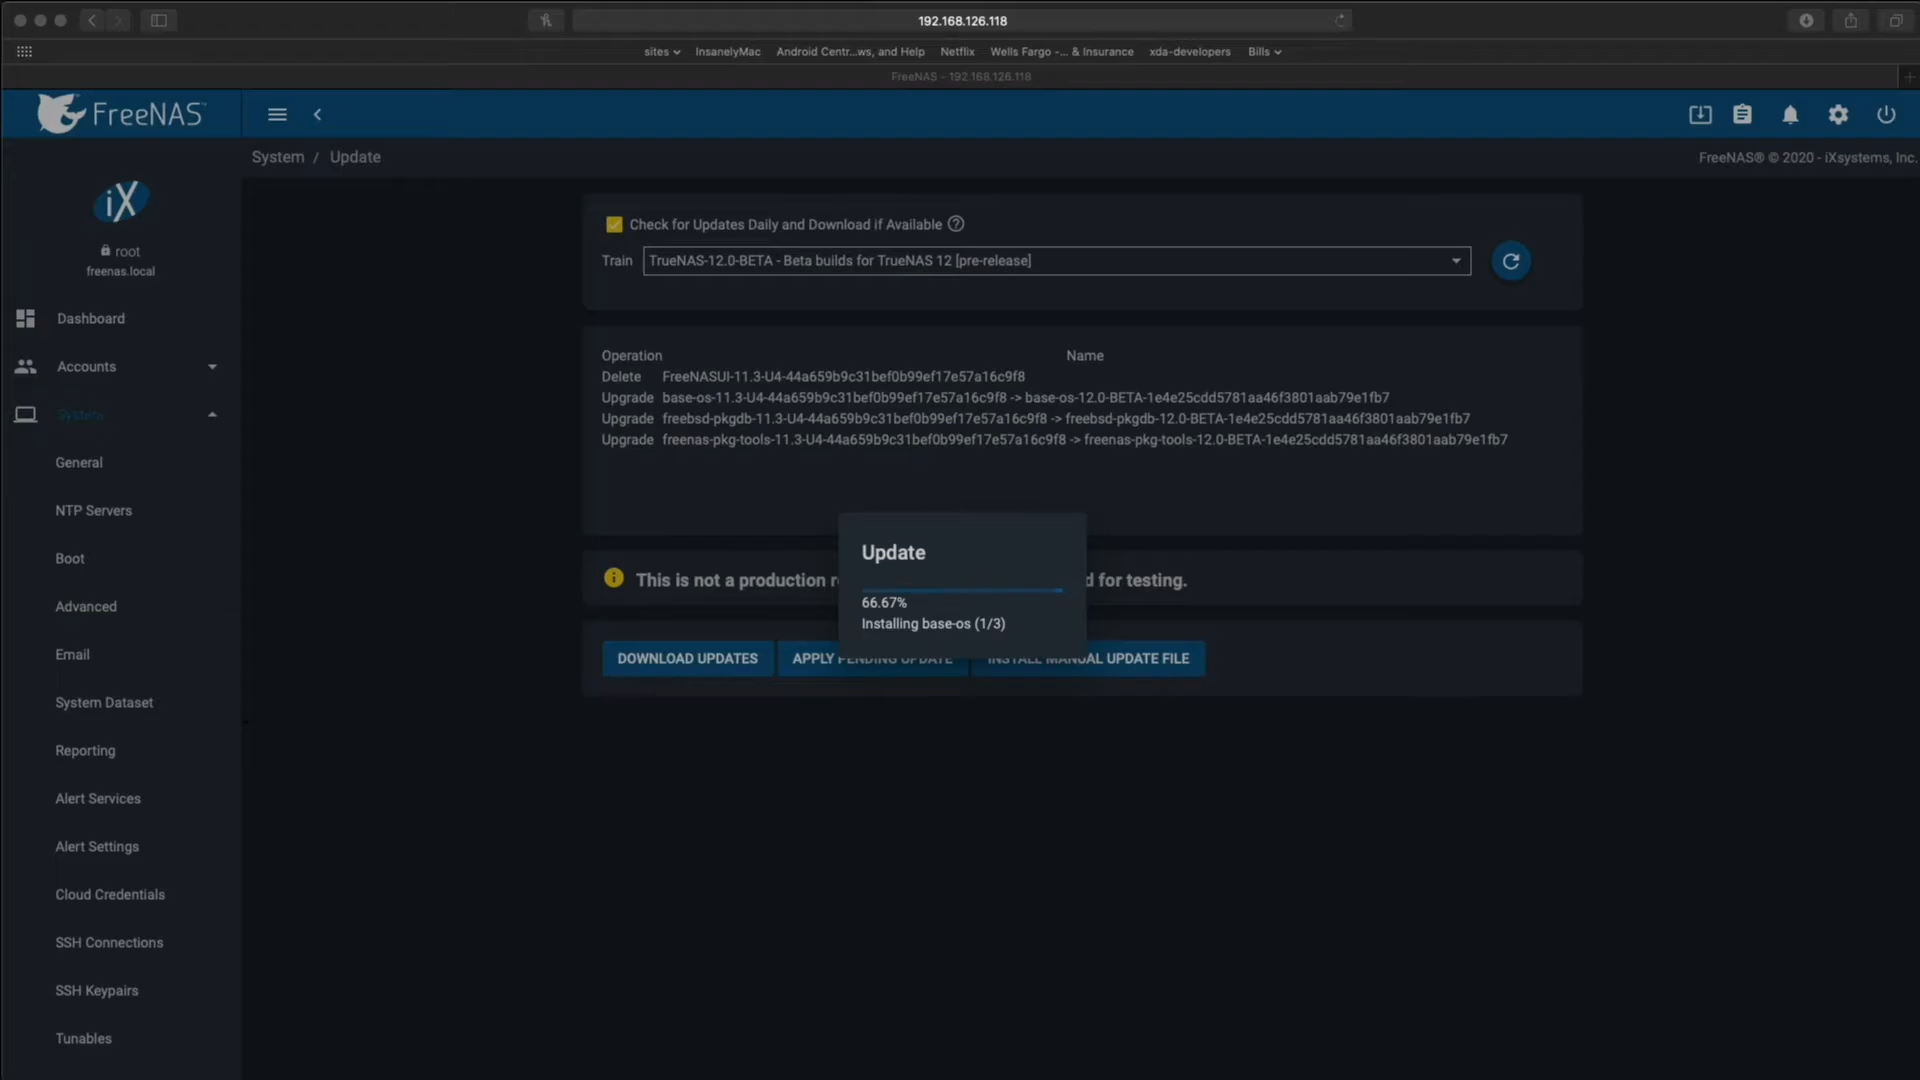 192.168.126.118
sites
InsanelyMac
Android Centr...ws, and Help
Netflix
Wells Fargo -... & Insurance
xda-developers
Bills
FreeNAS - 192.168.126.118
FreeNAS™
System / Update
FreeNAS® © 2020 - iXsystems, Inc.
iX
root
freenas.local
Dashboard
Accounts
System
General
NTP Servers
Boot
Advanced
Email
System Dataset
Reporting
Alert Services
Alert Settings
Cloud Credentials
SSH Connections
SSH Keypairs
Tunables
Check for Updates Daily and Download if Available
Train TrueNAS-12.0-BETA - Beta builds for TrueNAS 12 [pre-release]
Operation Name
Delete FreeNASUI-11.3-U4-44a659b9c31bef0b99ef17e57a16c9f8
Upgrade base-os-11.3-U4-44a659b9c31bef0b99ef17e57a16c9f8 -> base-os-12.0-BETA-1e4e25cdd5781aa46f3801aab79e1fb7
Upgrade freebsd-pkgdb-11.3-U4-44a659b9c31bef0b99ef17e57a16c9f8 -> freebsd-pkgdb-12.0-BETA-1e4e25cdd5781aa46f3801aab79e1fb7
Upgrade freenas-pkg-tools-11.3-U4-44a659b9c31bef0b99ef17e57a16c9f8 -> freenas-pkg-tools-12.0-BETA-1e4e25cdd5781aa46f3801aab79e1fb7
This is not a production r d for testing.
Update
66.67%
Installing base-os (1/3)
DOWNLOAD UPDATES
APPLY PENDING UPDATE
INSTALL MANUAL UPDATE FILE